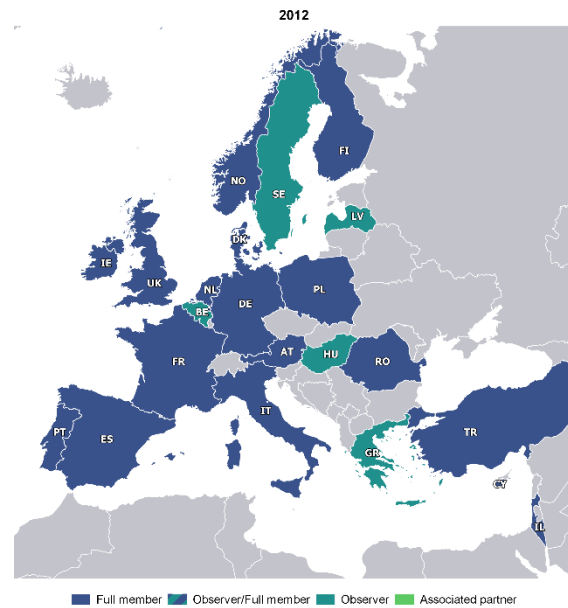 2012
FI
NO
SE
LV
DK
IE
UK
NL
PL
DE
BE
FR
AT
HU
RO
IT
PT
ES
TR
GR
CY
IL
Full member Observer/Full member Observer Associated partner